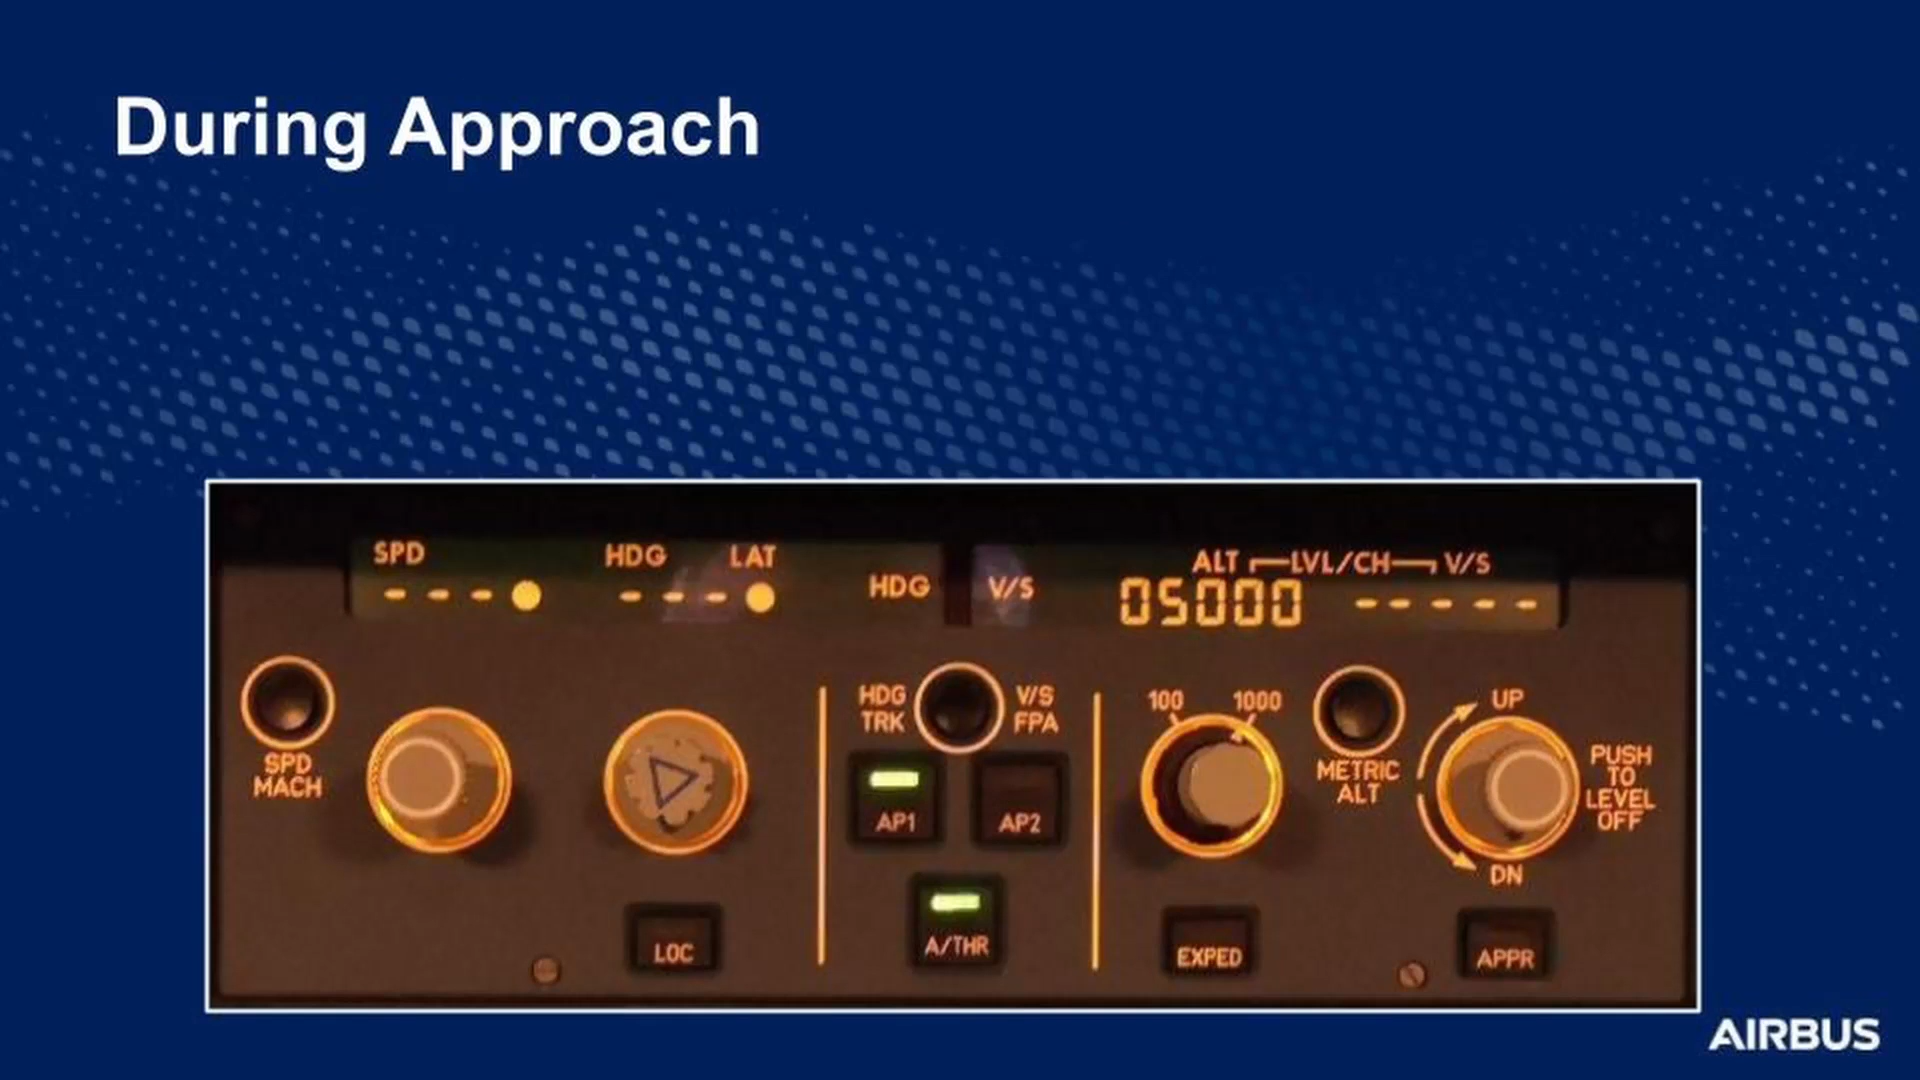 During Approach
SPD HDG LAT ALT LVL/CH V/S
- - - - - - HDG V/S 05000 - - - - -
SPD
MACH
HDG
TRK
V/S
FPA
100 1000
METRIC
ALT
UP
PUSH
TO
LEVEL
OFF
DN
AP1 AP2
A/THR
LOC
EXPED
APPR
AIRBUS